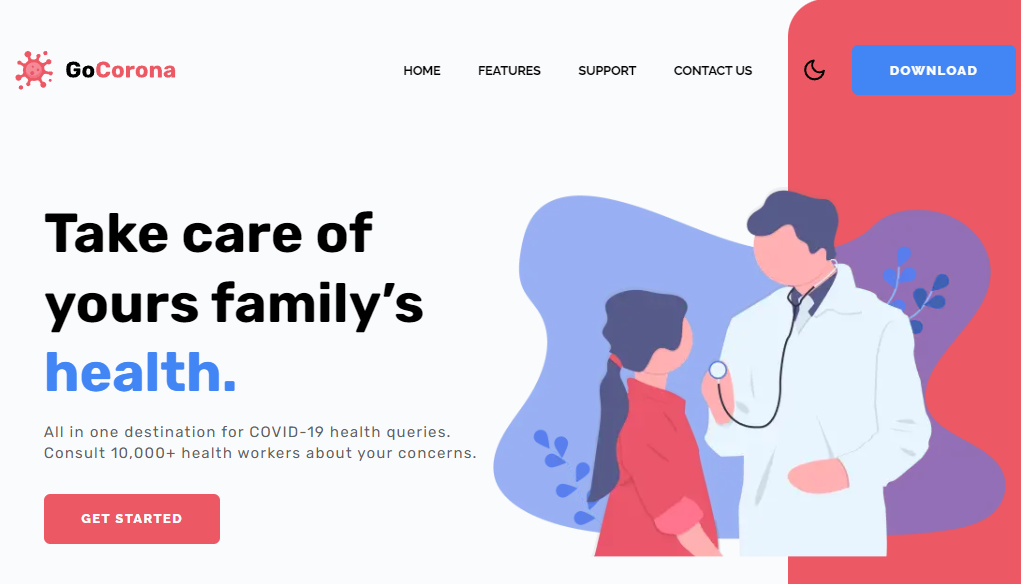 GoCorona
HOME FEATURES SUPPORT CONTACT US DOWNLOAD
Take care of
yours family’s
health.
All in one destination for COVID-19 health queries.
Consult 10,000+ health workers about your concerns.
GET STARTED